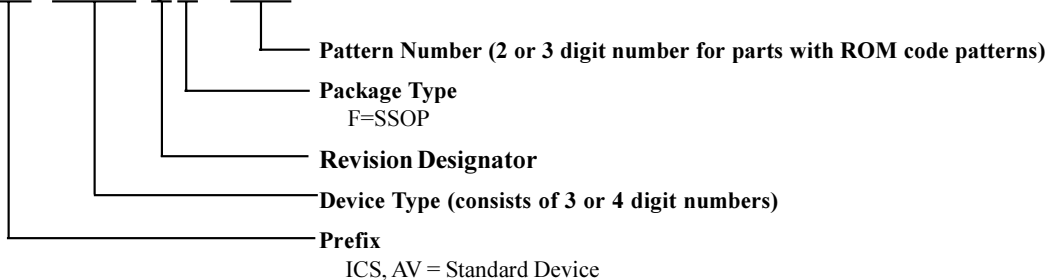 Pattern Number (2 or 3 digit number for parts with ROM code patterns)
Package Type
F=SSOP
Revision Designator
Device Type (consists of 3 or 4 digit numbers)
Prefix
ICS, AV = Standard Device